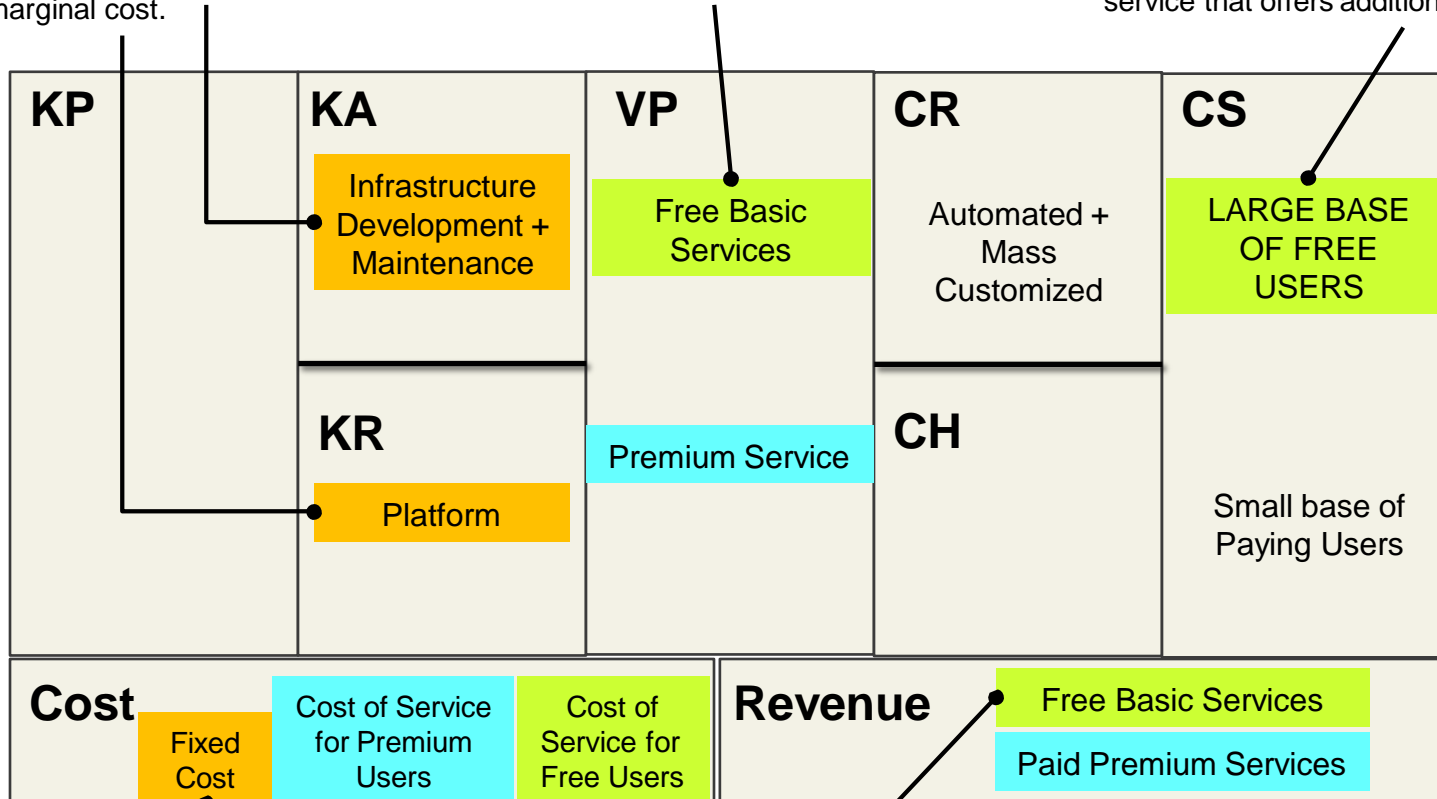 marginal cost.
service that offers addition
KP
KA
VP
CR
CS
Infrastructure
Development +
Maintenance
Free Basic
Services
Automated +
Mass
Customized
LARGE BASE
OF FREE
USERS
KR
Platform
Premium Service
CH
Small base of
Paying Users
Cost
Fixed
Cost
Cost of Service
for Premium
Users
Cost of
Service for
Free Users
Revenue
Free Basic Services
Paid Premium Services